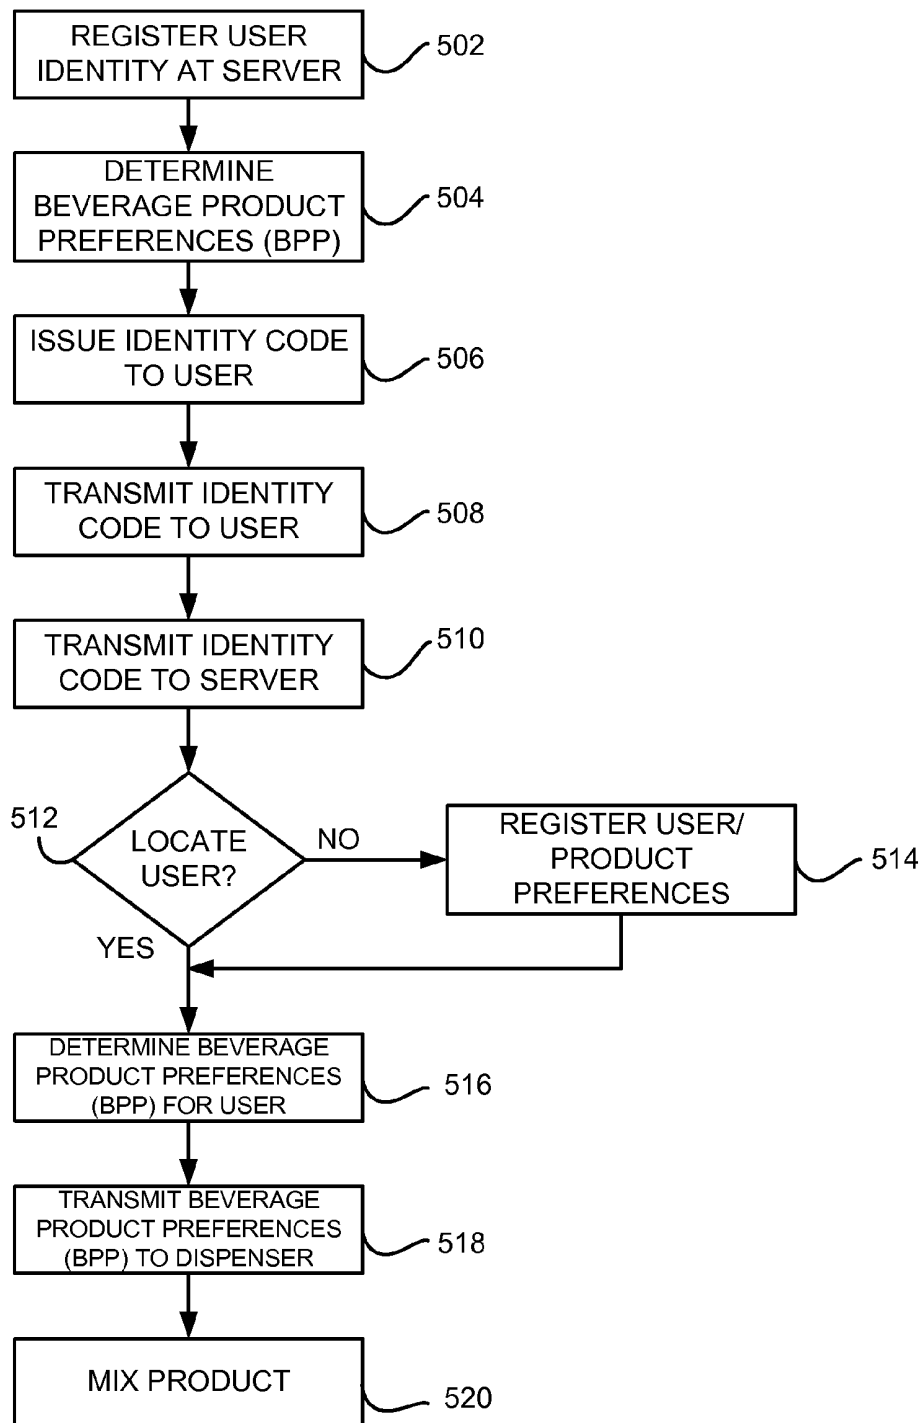 REGISTER USER
IDENTITY AT SERVER
502
DETERMINE
BEVERAGE PRODUCT
PREFERENCES (BPP)
504
ISSUE IDENTITY CODE
TO USER
506
TRANSMIT IDENTITY
CODE TO USER
508
TRANSMIT IDENTITY
CODE TO SERVER
510
512
LOCATE
USER?
NO
YES
REGISTER USER/
PRODUCT
PREFERENCES
514
DETERMINE BEVERAGE
PRODUCT PREFERENCES
(BPP) FOR USER
516
TRANSMIT BEVERAGE
PRODUCT PREFERENCES
(BPP) TO DISPENSER
518
MIX PRODUCT
520